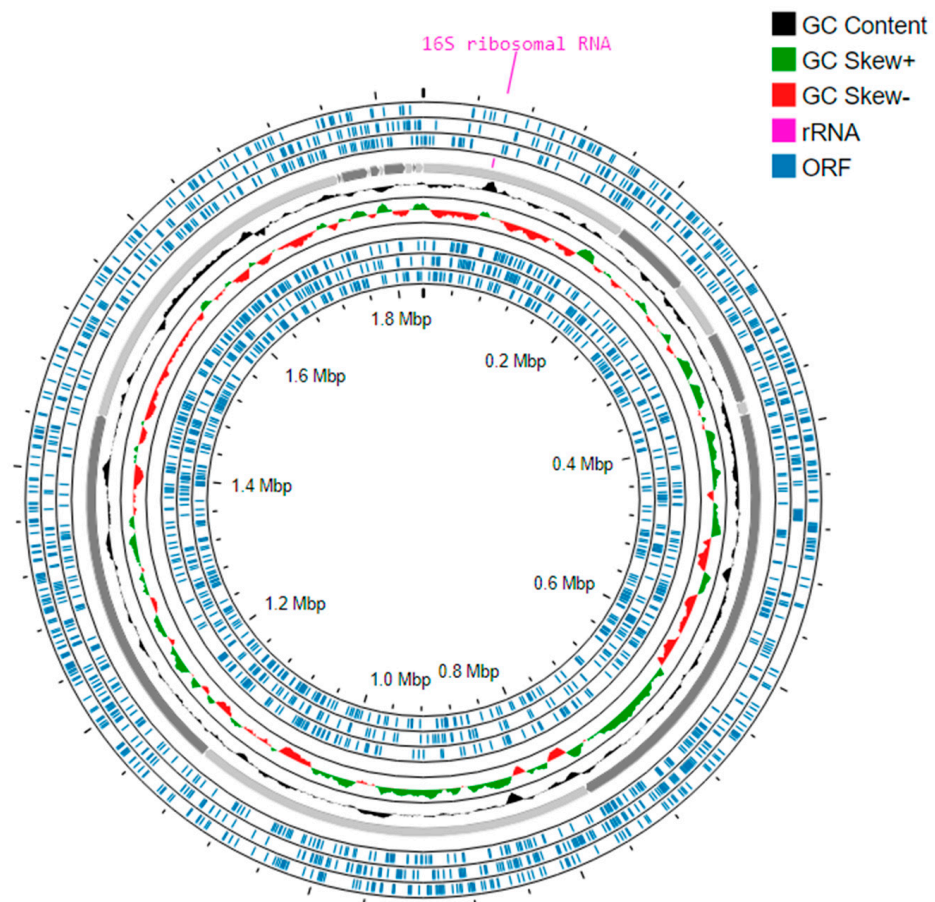 16S ribosomal RNA
GC Content
GC Skew+
GC Skew-
rRNA
ORF
1.8 Mbp
0.2 Mbp
1.6 Mbp
0.4 Mbp
1.4 Mbp
0.6 Mbp
1.2 Mbp
1.0 Mbp
0.8 Mbp